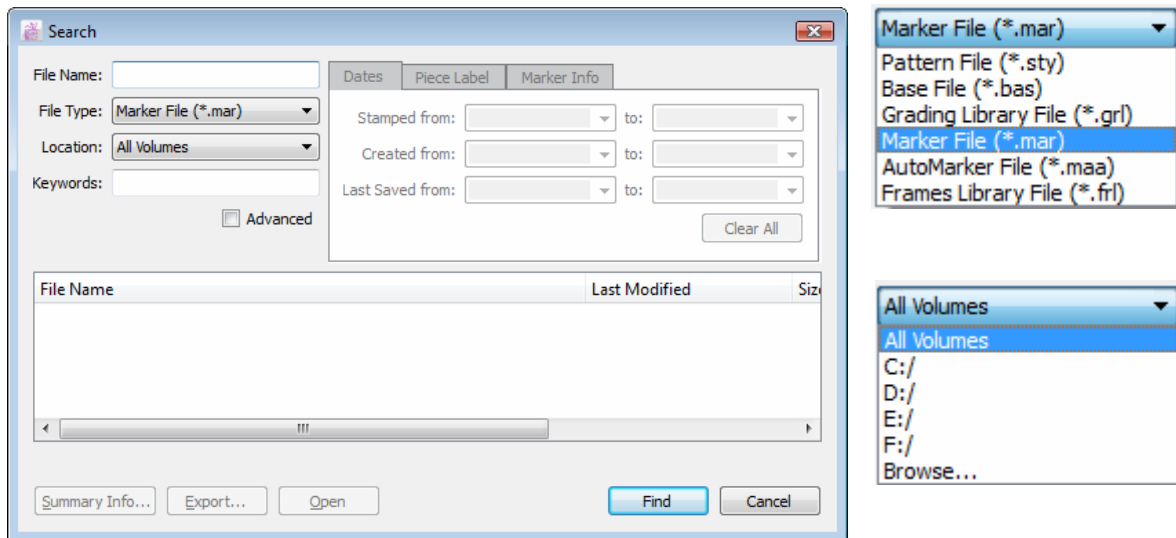 Search
File Name:
File Type: Marker File (*.mar)
Location: All Volumes
Keywords:
Advanced
Dates Piece Label Marker Info
Stamped from: to:
Created from: to:
Last Saved from: to:
Clear All
File Name Last Modified Size
Summary Info... Export... Open Find Cancel
Marker File (*.mar)
Pattern File (*.sty)
Base File (*.bas)
Grading Library File (*.grl)
Marker File (*.mar)
AutoMarker File (*.maa)
Frames Library File (*.frl)
All Volumes
All Volumes
C:/
D:/
E:/
F:/
Browse...